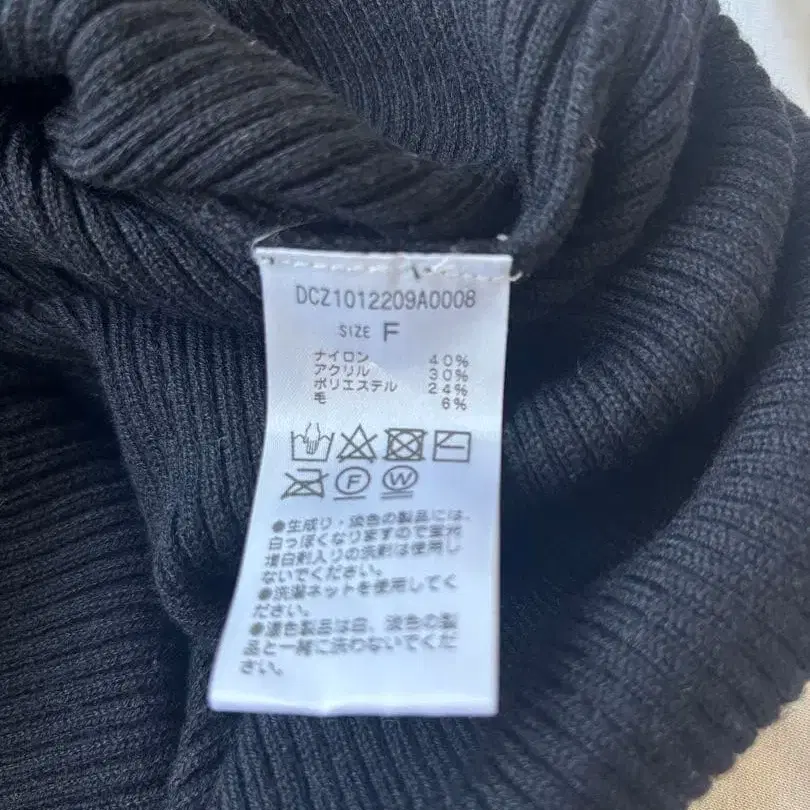 DCZ1012209A0008
SIZE F
ナイロン 40%
アクリル 30%
ポリエステル 24%
毛 6%
F W
●生成り・淡色の製品には、
白っぽくなりますので蛍光
増白剤入りの洗剤は使用し
ないでください。
●洗濯ネットを使用してく
ださい。
●濃色製品は白、淡色の製
品と一緒に洗わないでくだ
さい。